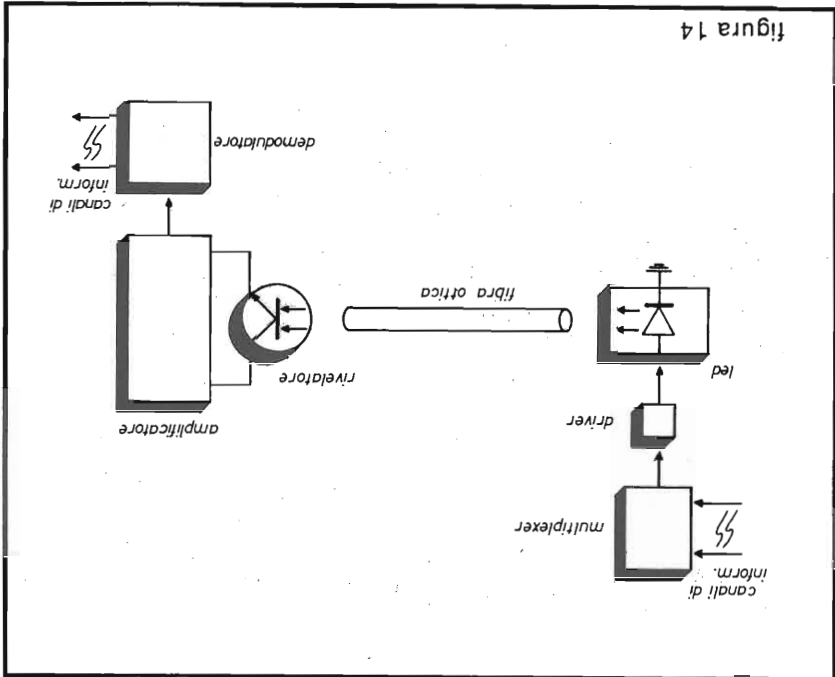 canali di
inform.
multiplexer
driver
led
fibra ottica
rivelatore
amplificatore
demodulatore
canali di
inform.
figura 14